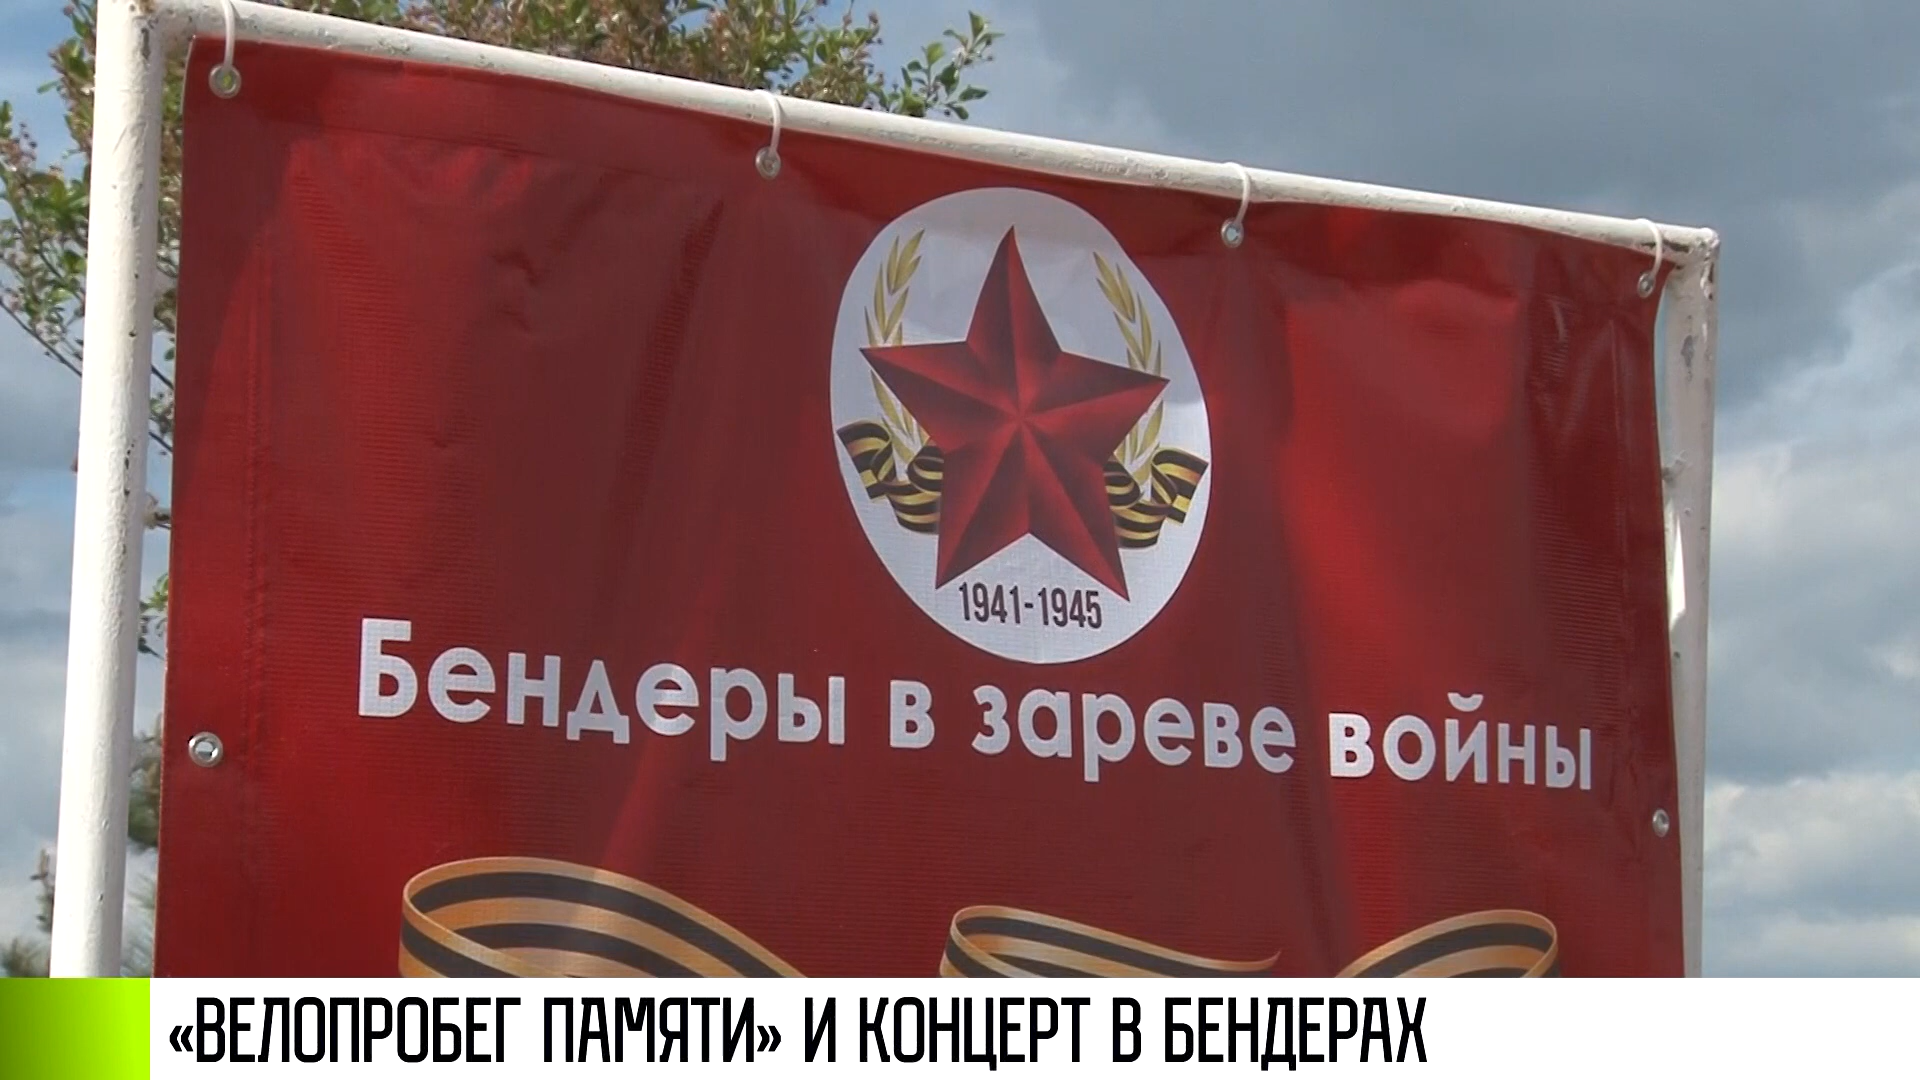 1941-1945
Бендеры в зареве войны
«ВЕЛОПРОБЕГ ПАМЯТИ» И КОНЦЕРТ В БЕНДЕРАХ